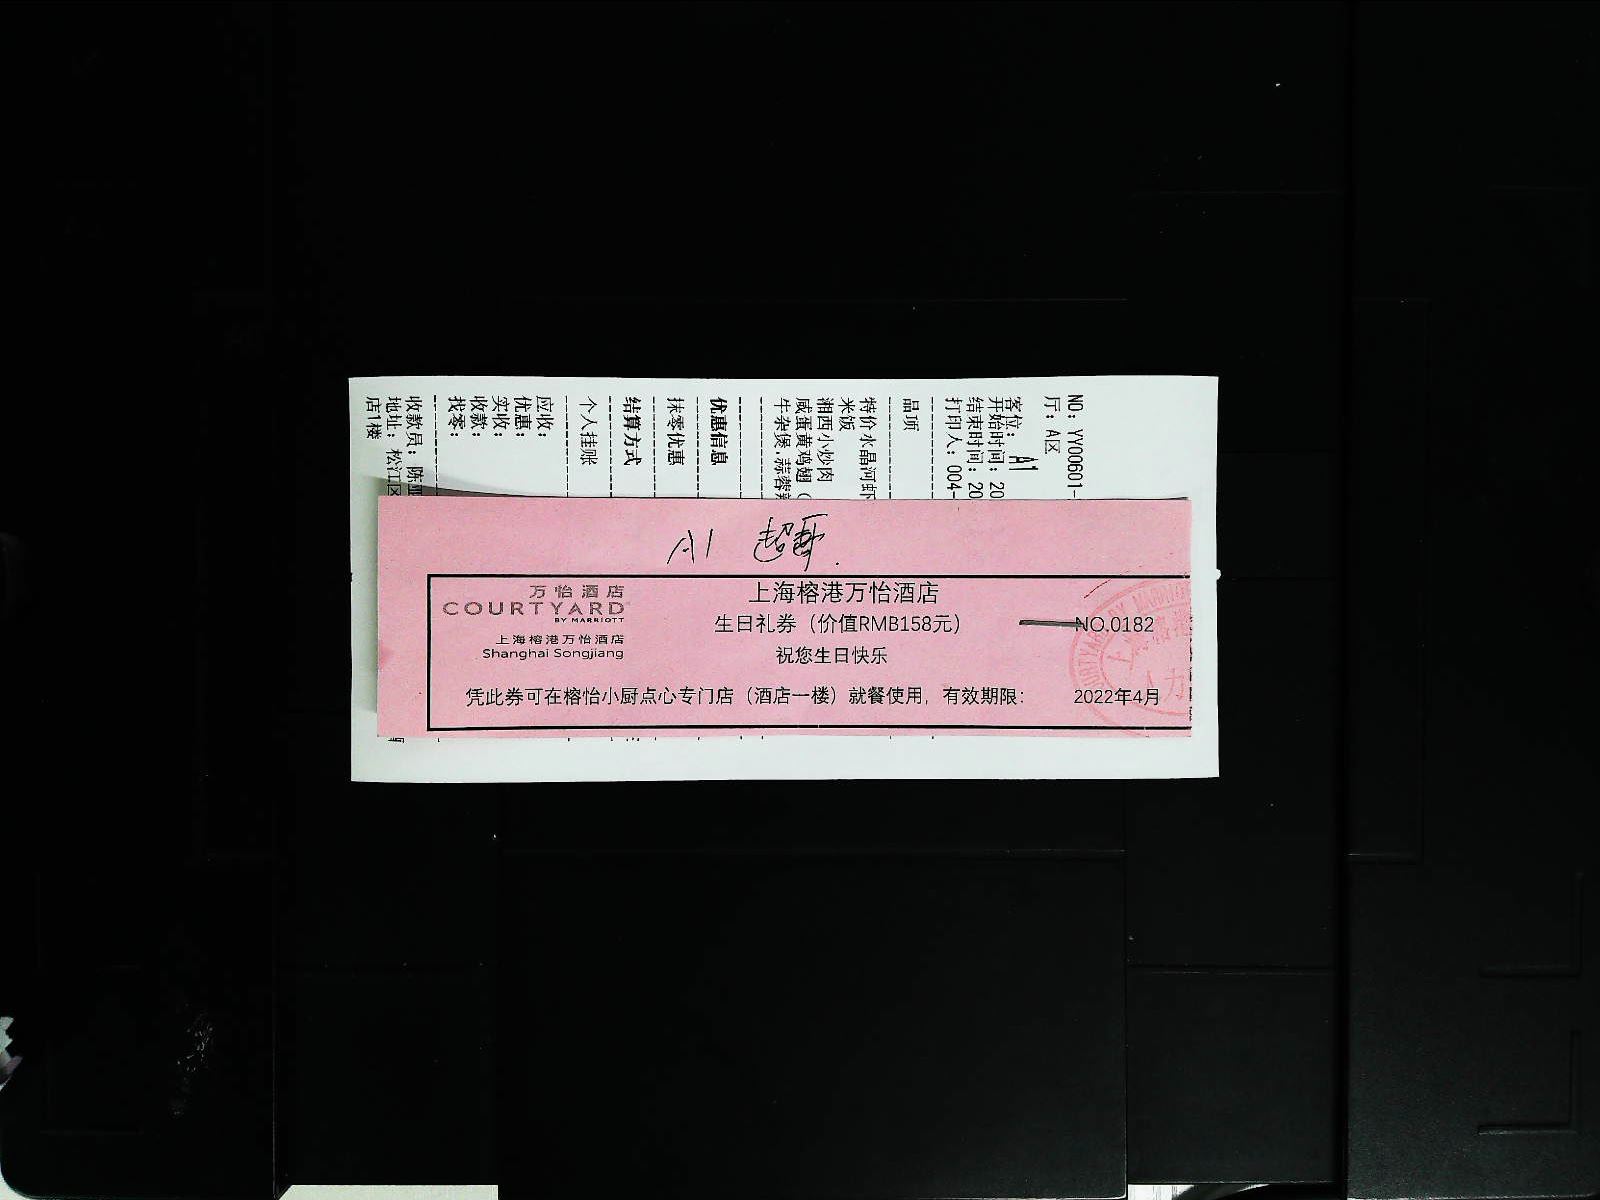 NO：YY00601-
厅：A区
客位：A1
开始时间：20
结束时间：20
打印人：004-
品项
特价水晶河虾
米饭
湘西小炒肉
咸蛋黄鸡翅（
牛杂煲，蒜蓉
优惠信息
抹零优惠
结算方式
个人挂账
应收：
优惠：
实收：
收款：
找零：
收款员：陈亚
地址：松江区
店1楼
A1
万怡酒店
COURTYARD
BY MARRIOTT
上海榕港万怡酒店
Shanghai Songjiang
上海榕港万怡酒店
生日礼券（价值RMB158元）
NO.0182
祝您生日快乐
凭此券可在榕怡小厨点心专门店（酒店一楼）就餐使用，有效期限： 2022年4月